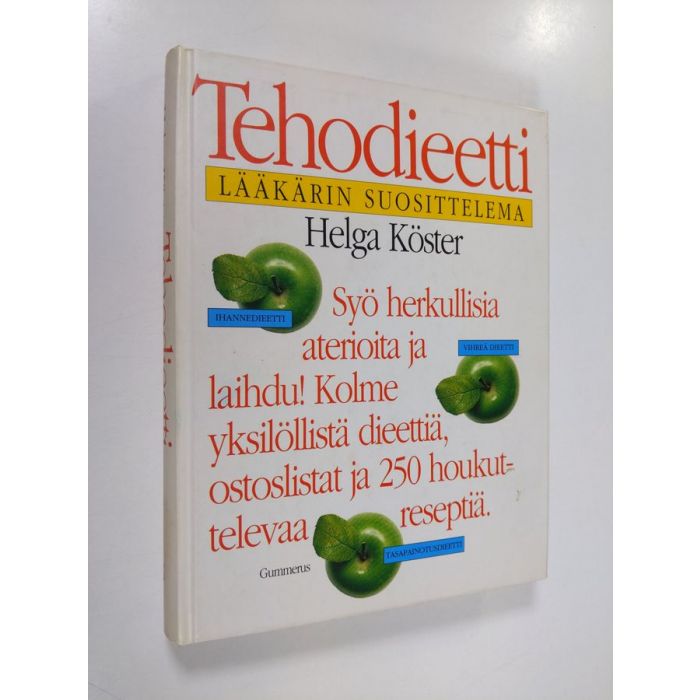 Tehodieetti
LÄÄKÄRIN SUOSITTELEMA
Helga Köster
IHANNEDIEETTI
Syö herkullisia
aterioita ja
VIHREÄ DIEETTI
laihdu! Kolme
yksilöllistä dieettiä,
ostoslistat ja 250 houkut-
televaa reseptiä.
TASAPAINOTUSDIEETTI
Gummerus
Tehodieetti